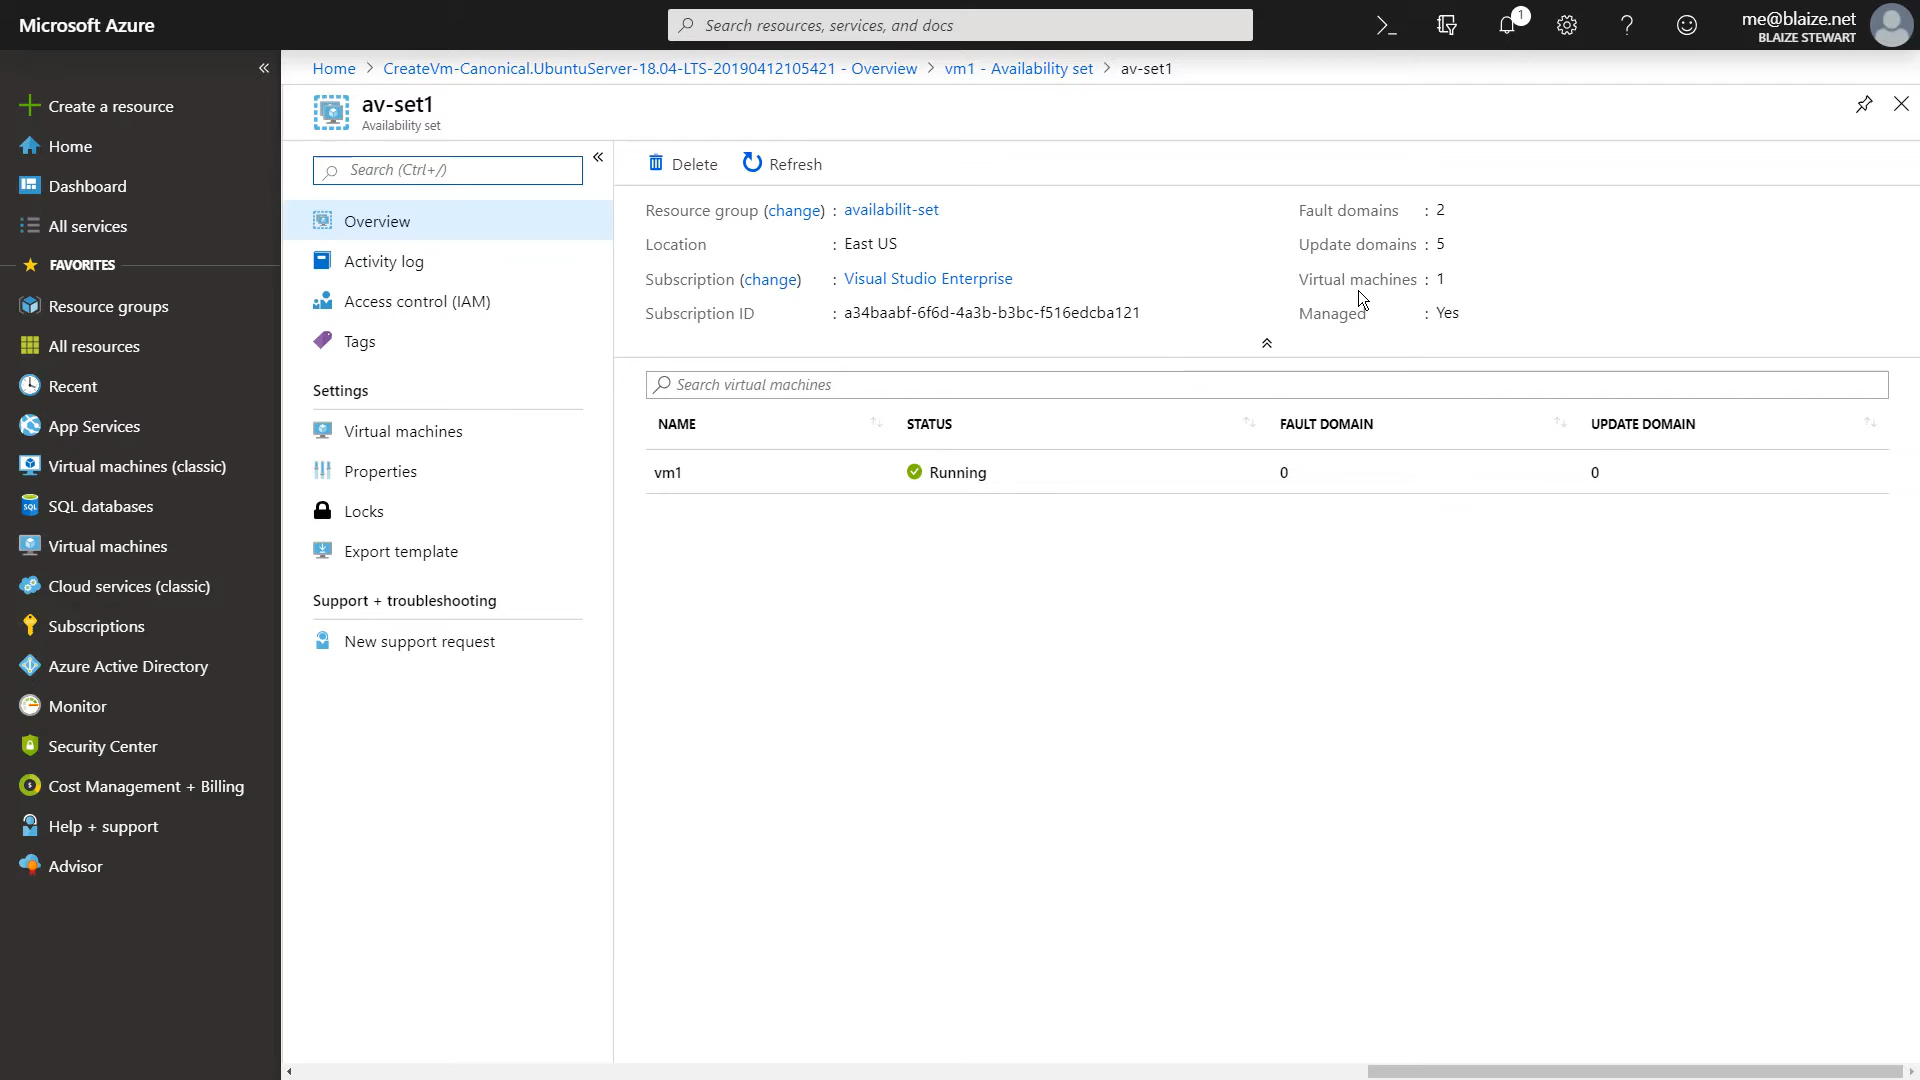 Microsoft Azure
Search resources, services, and docs
1
me@blaize.net
BLAIZE STEWART
Create a resource
Home
Dashboard
All services
FAVORITES
Resource groups
All resources
Recent
App Services
Virtual machines (classic)
SQL databases
Virtual machines
Cloud services (classic)
Subscriptions
Azure Active Directory
Monitor
Security Center
Cost Management + Billing
Help + support
Advisor
Home > CreateVm-Canonical.UbuntuServer-18.04-LTS-20190412105421 - Overview > vm1 - Availability set > av-set1
av-set1
Availability set
Search (Ctrl+/)
Overview
Activity log
Access control (IAM)
Tags
Settings
Virtual machines
Properties
Locks
Export template
Support + troubleshooting
New support request
Delete Refresh
Resource group (change) : availabilit-set
Location : East US
Subscription (change) : Visual Studio Enterprise
Subscription ID : a34baabf-6f6d-4a3b-b3bc-f516edcba121
Fault domains : 2
Update domains : 5
Virtual machines : 1
Managed : Yes
Search virtual machines
NAME STATUS FAULT DOMAIN UPDATE DOMAIN
vm1 Running 0 0